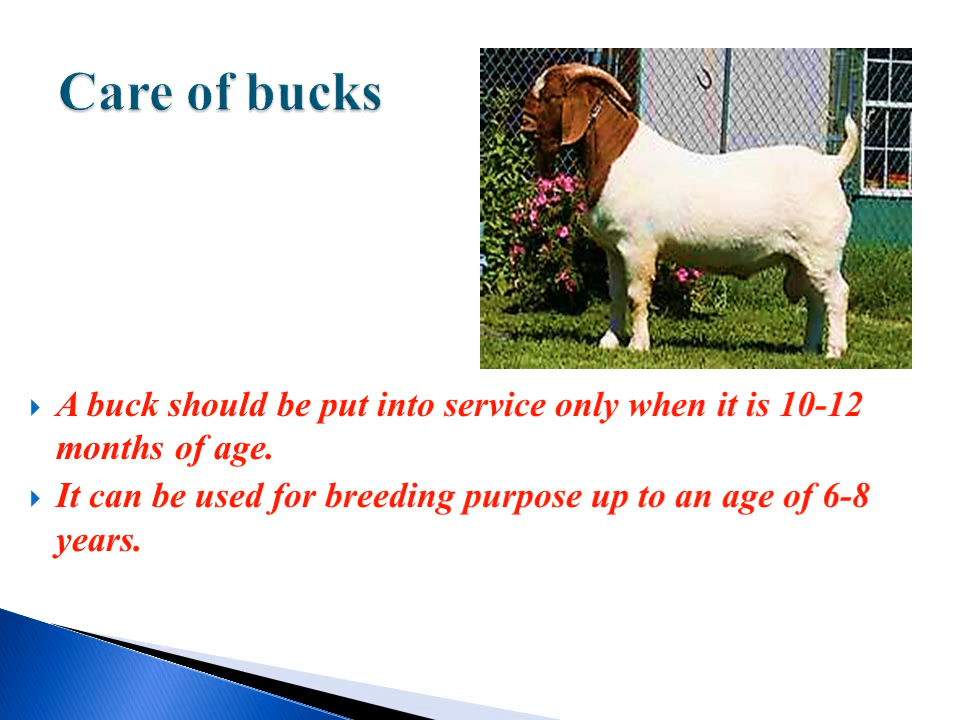 Care of bucks
A buck should be put into service only when it is 10-12
months of age.
It can be used for breeding purpose up to an age of 6-8
years.